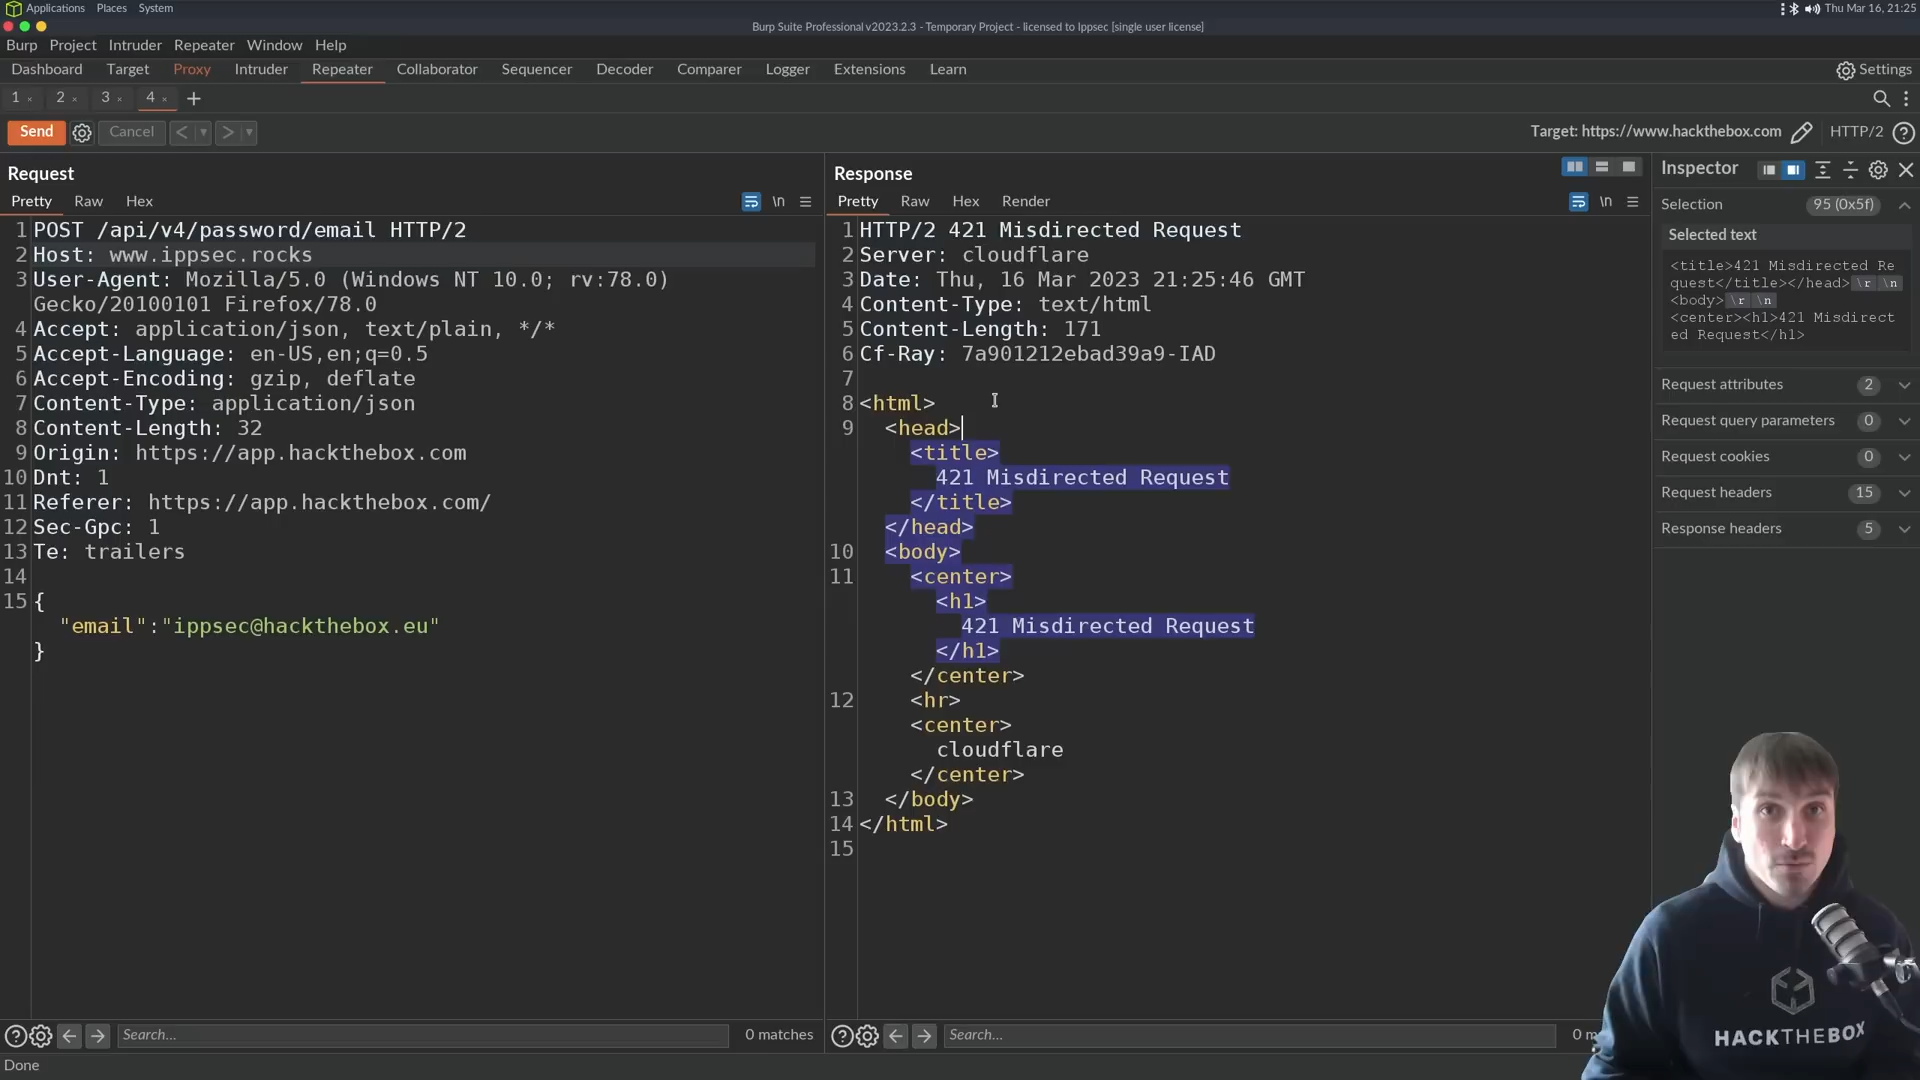 Applications Places System
Thu Mar 16, 21:25
Burp Suite Professional v2023.2.3 - Temporary Project - licensed to Ippsec [single user license]
Burp Project Intruder Repeater Window Help
Dashboard Target Proxy Intruder Repeater Collaborator Sequencer Decoder Comparer Logger Extensions Learn
Settings
1 × 2 × 3 × 4 × +
Send Cancel < >
Target: https://www.hackthebox.com HTTP/2
Request
Pretty Raw Hex \n
1 POST /api/v4/password/email HTTP/2
2 Host: www.ippsec.rocks
3 User-Agent: Mozilla/5.0 (Windows NT 10.0; rv:78.0)
Gecko/20100101 Firefox/78.0
4 Accept: application/json, text/plain, */*
5 Accept-Language: en-US,en;q=0.5
6 Accept-Encoding: gzip, deflate
7 Content-Type: application/json
8 Content-Length: 32
9 Origin: https://app.hackthebox.com
10 Dnt: 1
11 Referer: https://app.hackthebox.com/
12 Sec-Gpc: 1
13 Te: trailers
14
15 {
"email":"ippsec@hackthebox.eu"
}
Search...
0 matches
Response
Pretty Raw Hex Render \n
1 HTTP/2 421 Misdirected Request
2 Server: cloudflare
3 Date: Thu, 16 Mar 2023 21:25:46 GMT
4 Content-Type: text/html
5 Content-Length: 171
6 Cf-Ray: 7a901212ebad39a9-IAD
7
8 <html>
9 <head>
<title>
421 Misdirected Request
</title>
</head>
10 <body>
11 <center>
<h1>
421 Misdirected Request
</h1>
</center>
12 <hr>
<center>
cloudflare
</center>
13 </body>
14 </html>
15
Search...
0 m
Inspector
Selection 95 (0x5f)
Selected text
<title>421 Misdirected Re
quest</title></head> \r \n
<body> \r \n
<center><h1>421 Misdirect
ed Request</h1>
Request attributes 2
Request query parameters 0
Request cookies 0
Request headers 15
Response headers 5
HACKTHEBOX
Done